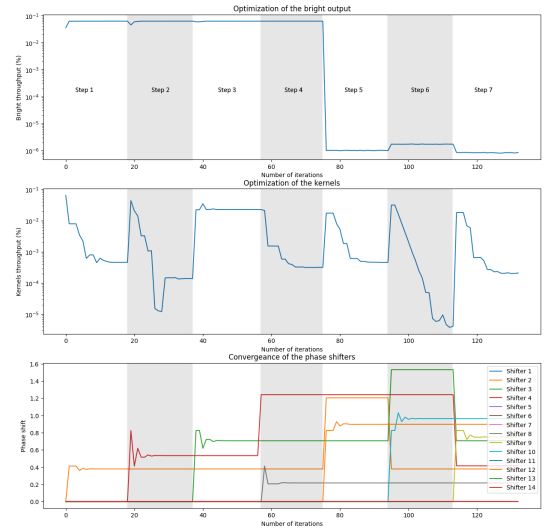 Optimization of the bright output
Bright throughput (%)
10⁻¹
10⁻²
10⁻³
10⁻⁴
10⁻⁵
10⁻⁶
Step 1
Step 2
Step 3
Step 4
Step 5
Step 6
Step 7
0 20 40 60 80 100 120
Number of iterarions
Optimization of the kernels
Kernels throughput (%)
10⁻¹
10⁻²
10⁻³
10⁻⁴
10⁻⁵
0 20 40 60 80 100 120
Number of iterarions
Convergeance of the phase shifters
Phase shift
1.6
1.4
1.2
1.0
0.8
0.6
0.4
0.2
0.0
Shifter 1
Shifter 2
Shifter 3
Shifter 4
Shifter 5
Shifter 6
Shifter 7
Shifter 8
Shifter 9
Shifter 10
Shifter 11
Shifter 12
Shifter 13
Shifter 14
0 20 40 60 80 100 120
Number of iterarions